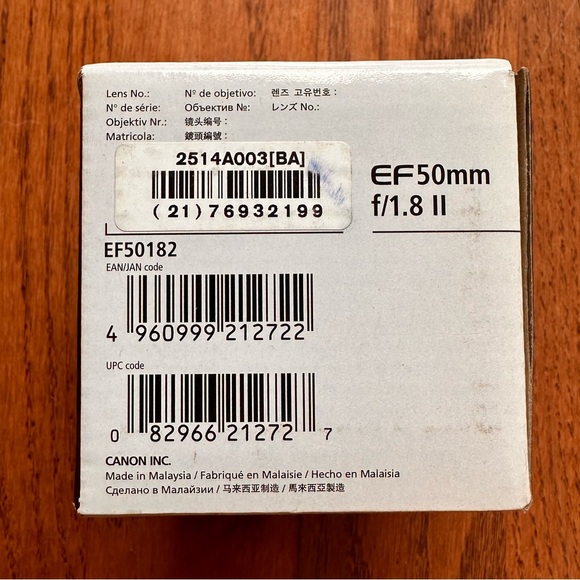 Lens No.: Nº de objetivo: 렌즈 고유번호 :
N° de série: Объектив №: レンズ No.:
Objektiv Nr.: 镜头编号 :
Matricola: 鏡頭編號 :
2514A003[BA]
(21)76932199
EF50mm
f/1.8 II
EF50182
EAN/JAN code
4 960999 212722
UPC code
0 82966 21272 7
CANON INC.
Made in Malaysia / Fabriqué en Malaisie / Hecho en Malaisia
Сделано в Малайзии / 马来西亚制造 / 馬來西亞製造